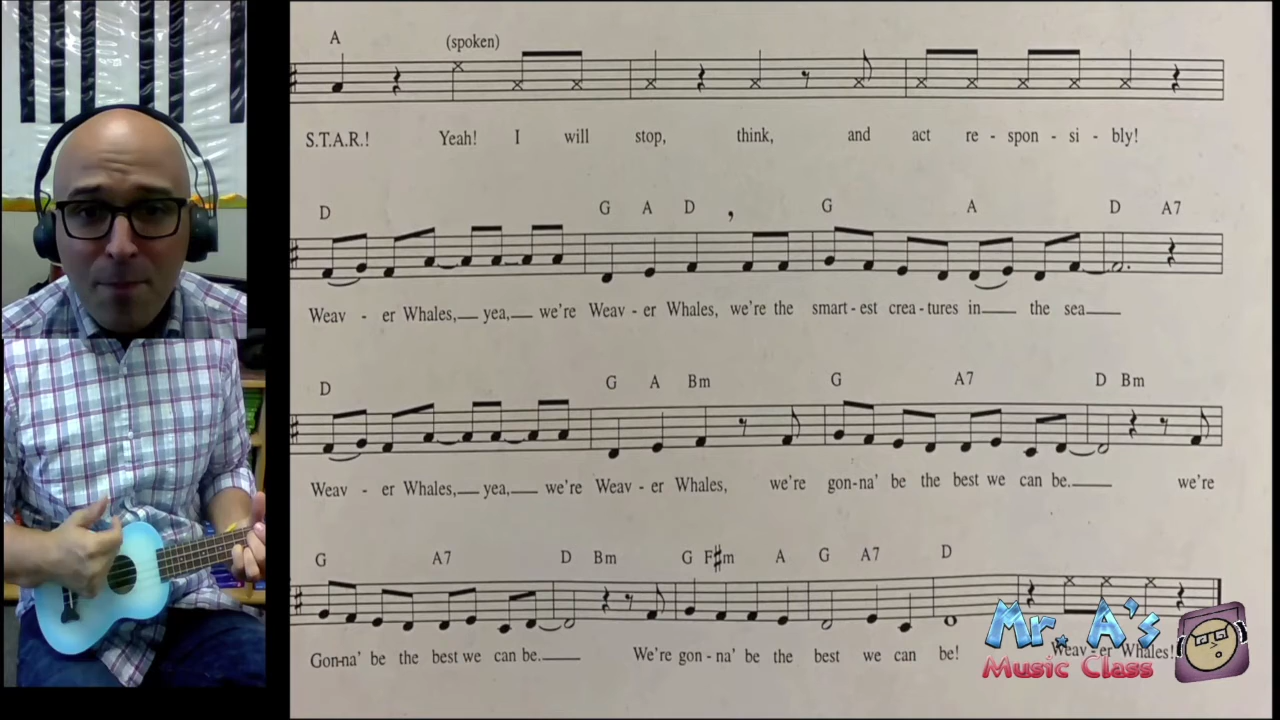 A (spoken)
S.T.A.R.! Yeah! I will stop, think, and act re - spon - si - bly!
D G A D , G A D A7
Weav - er Whales, yea, we're Weav - er Whales, we're the smart - est crea - tures in the sea
D G A Bm G A7 D Bm
Weav - er Whales, yea, we're Weav - er Whales, we're gon-na' be the best we can be. we're
G A7 D Bm G F♯m A G A7 D
Gon-na' be the best we can be. We're gon - na' be the best we can be! Weav - er Whales!
Mr. A's
Music Class